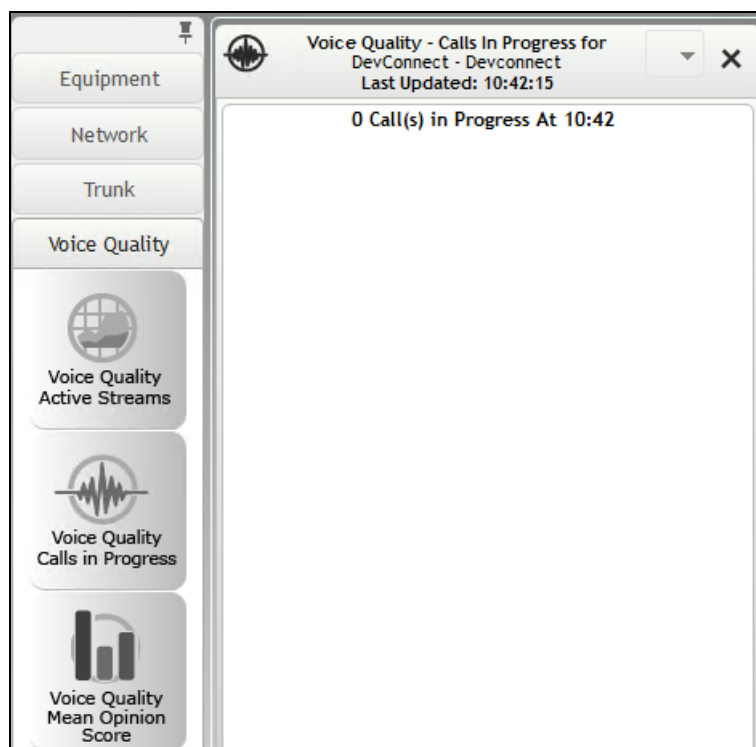 Equipment
Network
Trunk
Voice Quality
Voice Quality
Active Streams
Voice Quality
Calls in Progress
Voice Quality
Mean Opinion
Score
Voice Quality - Calls In Progress for
DevConnect - Devconnect
Last Updated: 10:42:15
0 Call(s) in Progress At 10:42